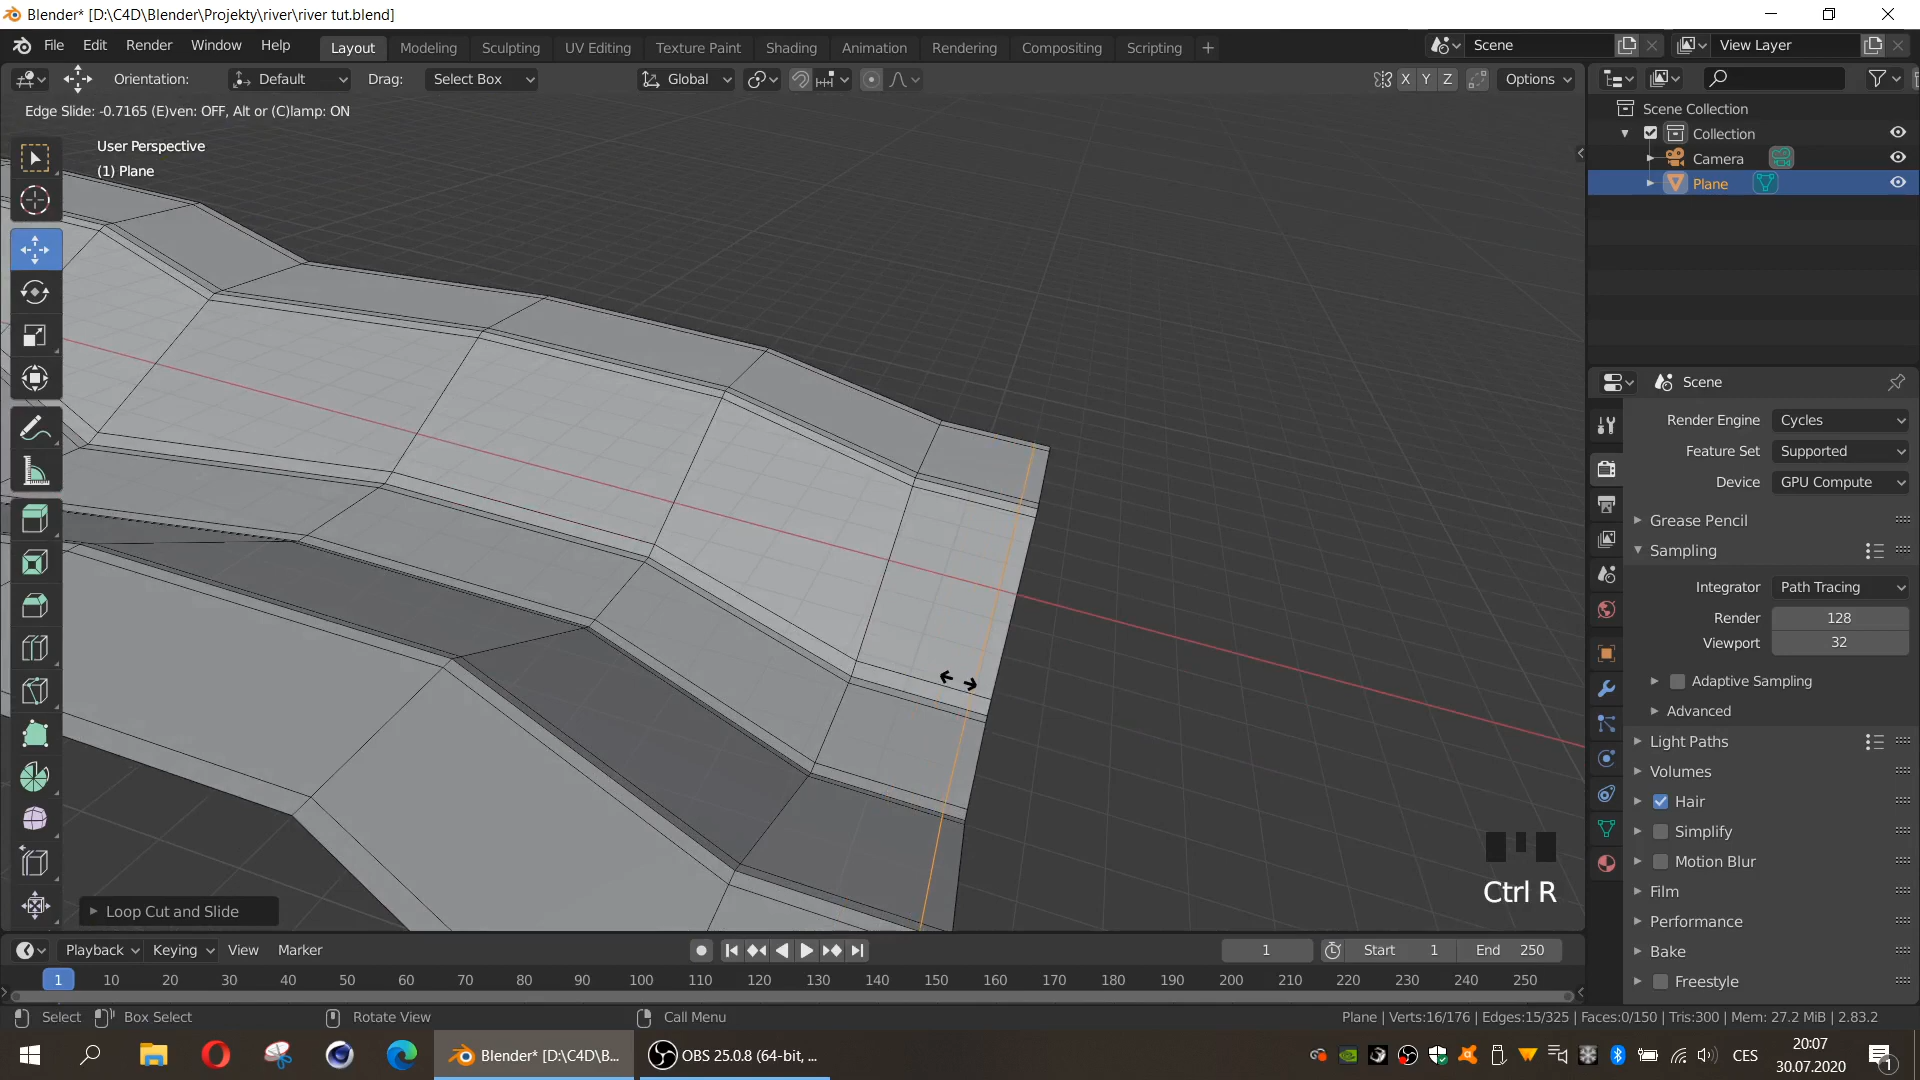 Blender* [D:\C4D\Blender\Projekty\river\river tut.blend]
File Edit Render Window Help
Layout Modeling Sculpting UV Editing Texture Paint Shading Animation Rendering Compositing Scripting +
Scene
View Layer
Orientation: Default Drag: Select Box
Global
X Y Z Options
Edge Slide: -0.7165 (E)ven: OFF, Alt or (C)lamp: ON
User Perspective
(1) Plane
Scene Collection
Collection
Camera
Plane
Scene
Render Engine Cycles
Feature Set Supported
Device GPU Compute
Grease Pencil
Sampling
Integrator Path Tracing
Render 128
Viewport 32
Adaptive Sampling
Advanced
Light Paths
Volumes
Hair
Simplify
Motion Blur
Film
Performance
Bake
Freestyle
Ctrl R
Loop Cut and Slide
Playback Keying View Marker
1 Start 1 End 250
1 10 20 30 40 50 60 70 80 90 100 110 120 130 140 150 160 170 180 190 200 210 220 230 240 250
Select Box Select Rotate View Call Menu
Plane | Verts:16/176 | Edges:15/325 | Faces:0/150 | Tris:300 | Mem: 27.2 MiB | 2.83.2
Blender* [D:\C4D\B...
OBS 25.0.8 (64-bit, ...
CES
20:07
30.07.2020
1